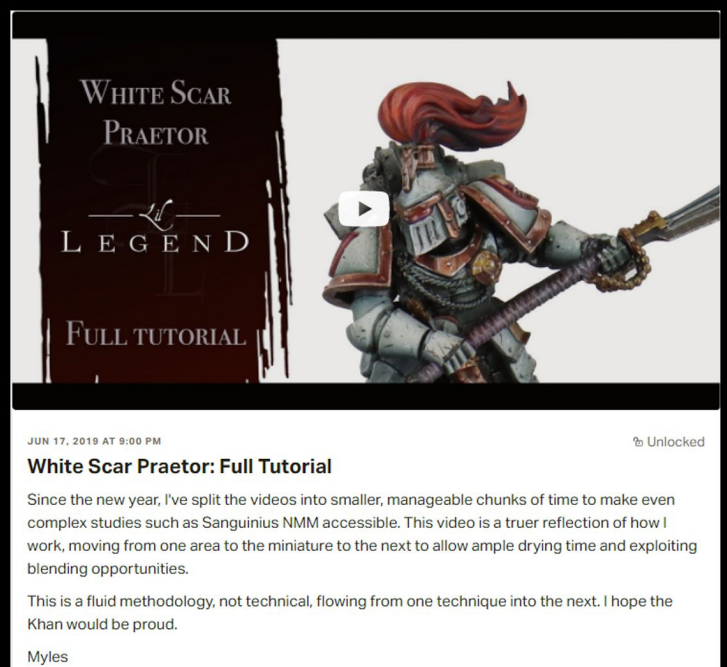 WHITE SCAR
PRAETOR
Lil
LEGEND
FULL TUTORIAL
JUN 17, 2019 AT 9:00 PM
Unlocked
White Scar Praetor: Full Tutorial
Since the new year, I've split the videos into smaller, manageable chunks of time to make even
complex studies such as Sanguinius NMM accessible. This video is a truer reflection of how I
work, moving from one area to the miniature to the next to allow ample drying time and exploiting
blending opportunities.
This is a fluid methodology, not technical, flowing from one technique into the next. I hope the
Khan would be proud.
Myles